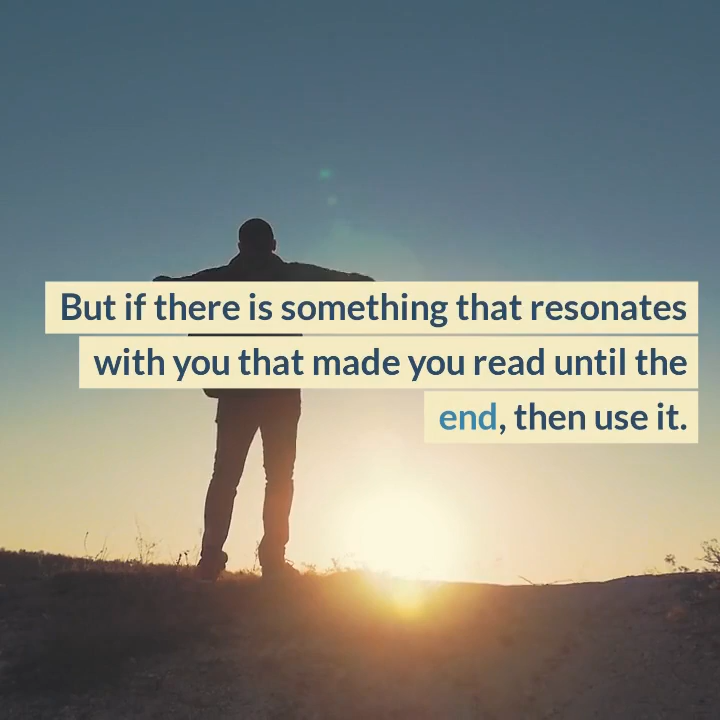 But if there is something that resonates
with you that made you read until the
end, then use it.